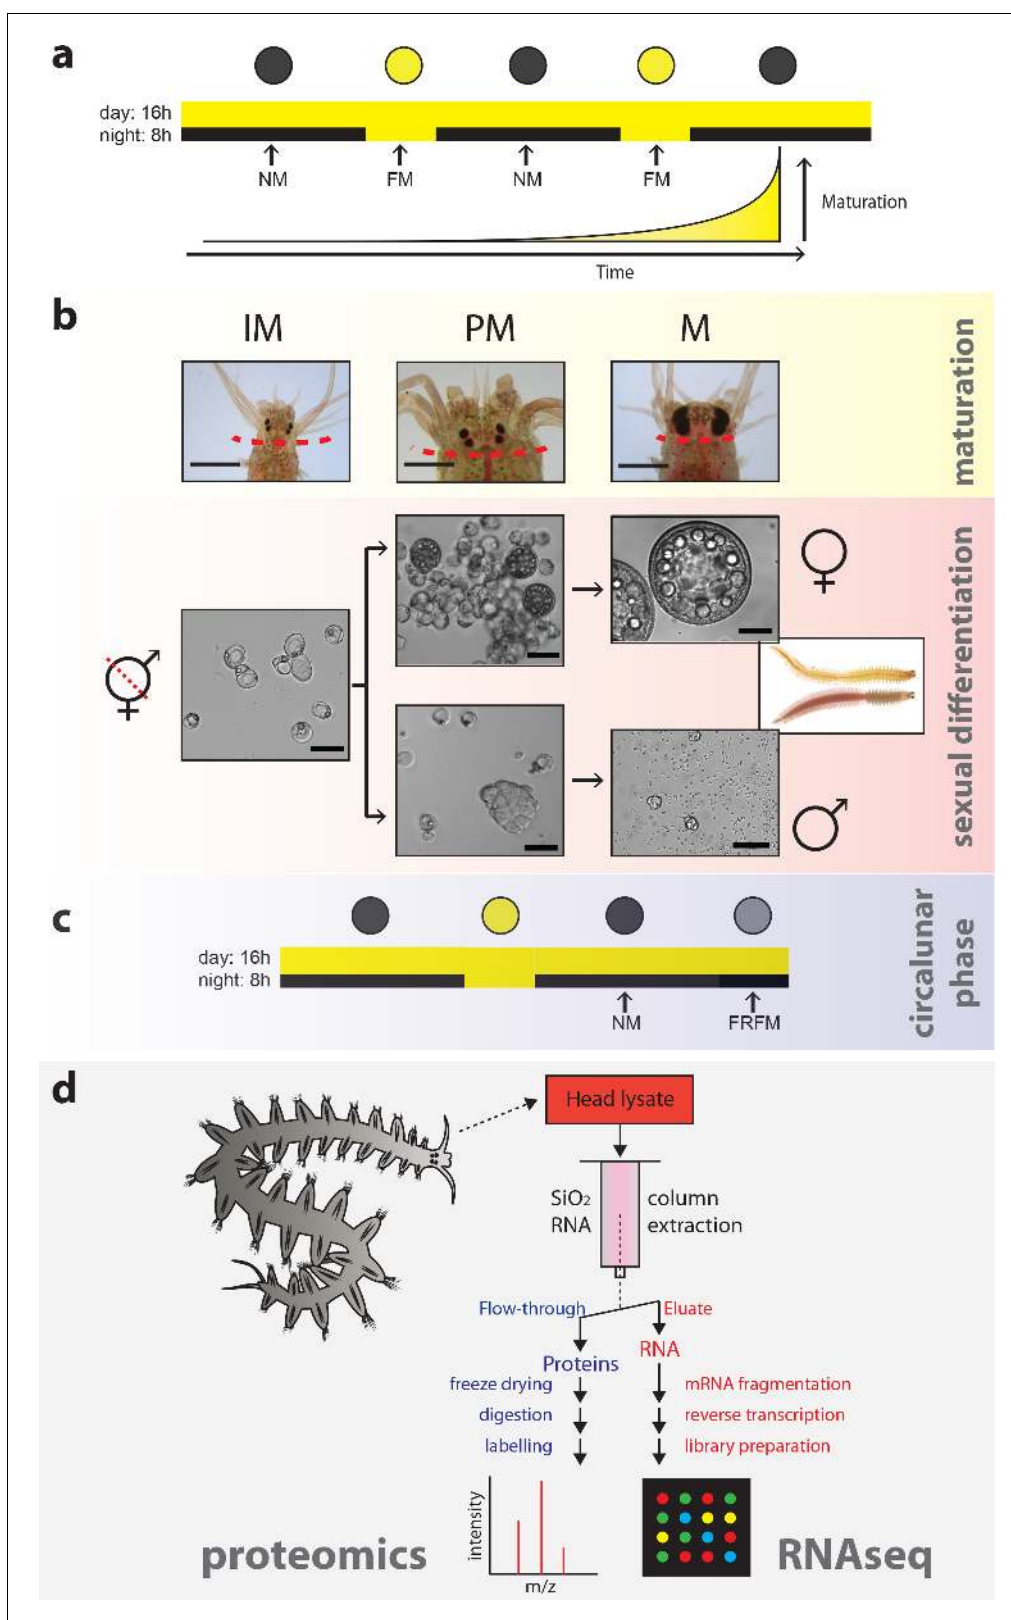 a
day: 16h
night: 8h
NM
FM
NM
FM
Maturation
Time
b
IM
PM
M
maturation
sexual differentiation
c
day: 16h
night: 8h
NM
FRFM
circalunar
phase
d
Head lysate
SiO₂ column
RNA extraction
Flow-through
Eluate
Proteins
RNA
freeze drying
mRNA fragmentation
digestion
reverse transcription
labelling
library preparation
intensity
m/z
proteomics
RNAseq